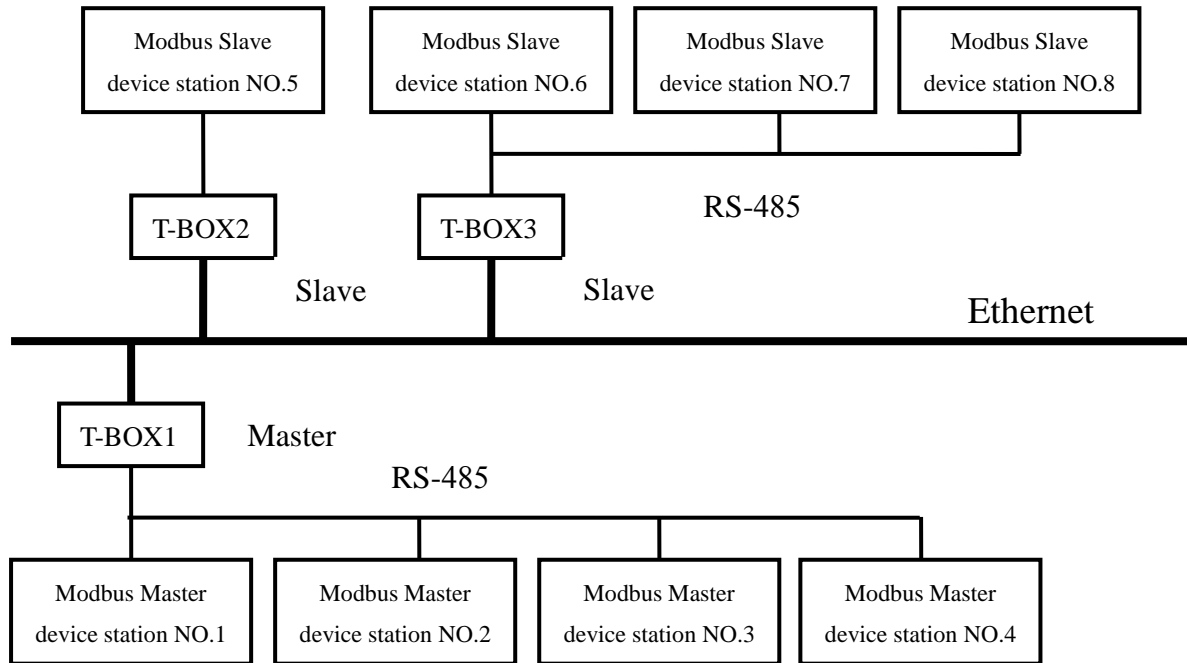 Modbus Slave
device station NO.5
Modbus Slave
device station NO.6
Modbus Slave
device station NO.7
Modbus Slave
device station NO.8
T-BOX2
T-BOX3
RS-485
Slave
Slave
Ethernet
T-BOX1
Master
RS-485
Modbus Master
device station NO.1
Modbus Master
device station NO.2
Modbus Master
device station NO.3
Modbus Master
device station NO.4